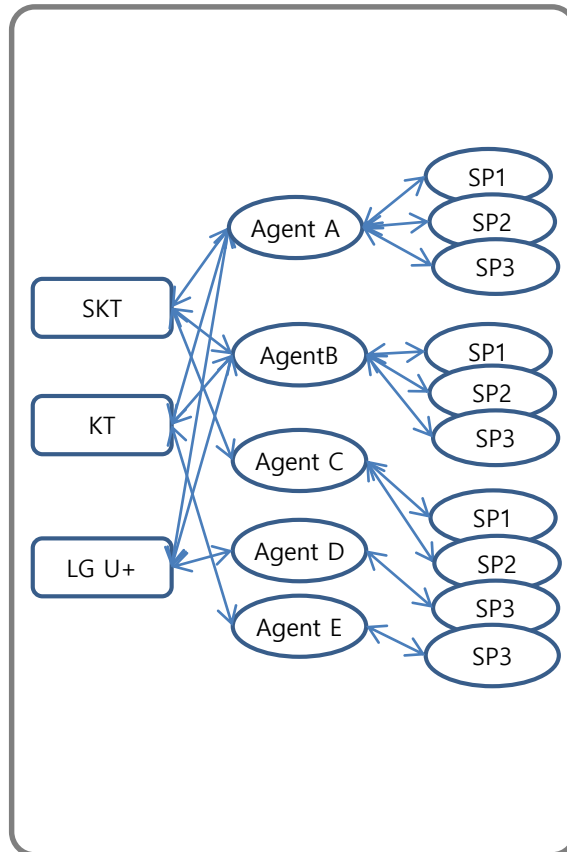 SKT
KT
LG U+
Agent A
AgentB
Agent C
Agent D
Agent E
SP1
SP2
SP3
SP1
SP2
SP3
SP1
SP2
SP3
SP3